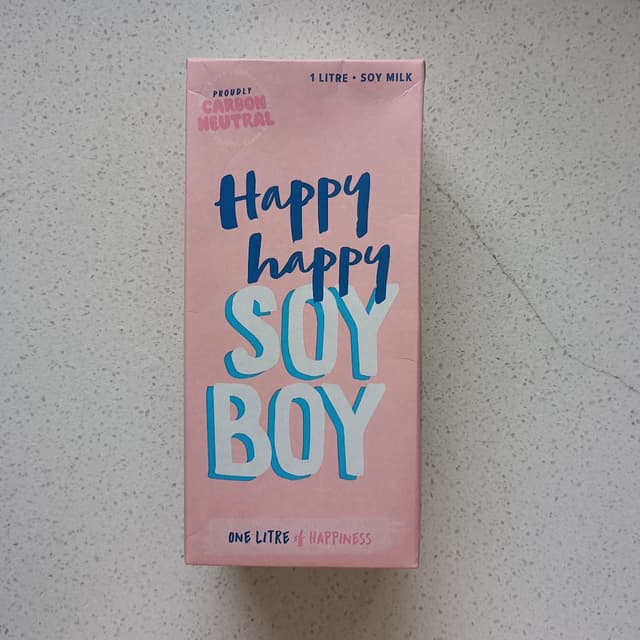 1 LITRE • SOY MILK
PROUDLY
CARBON
NEUTRAL
Happy
happy
SOY
BOY
ONE LITRE of HAPPINESS